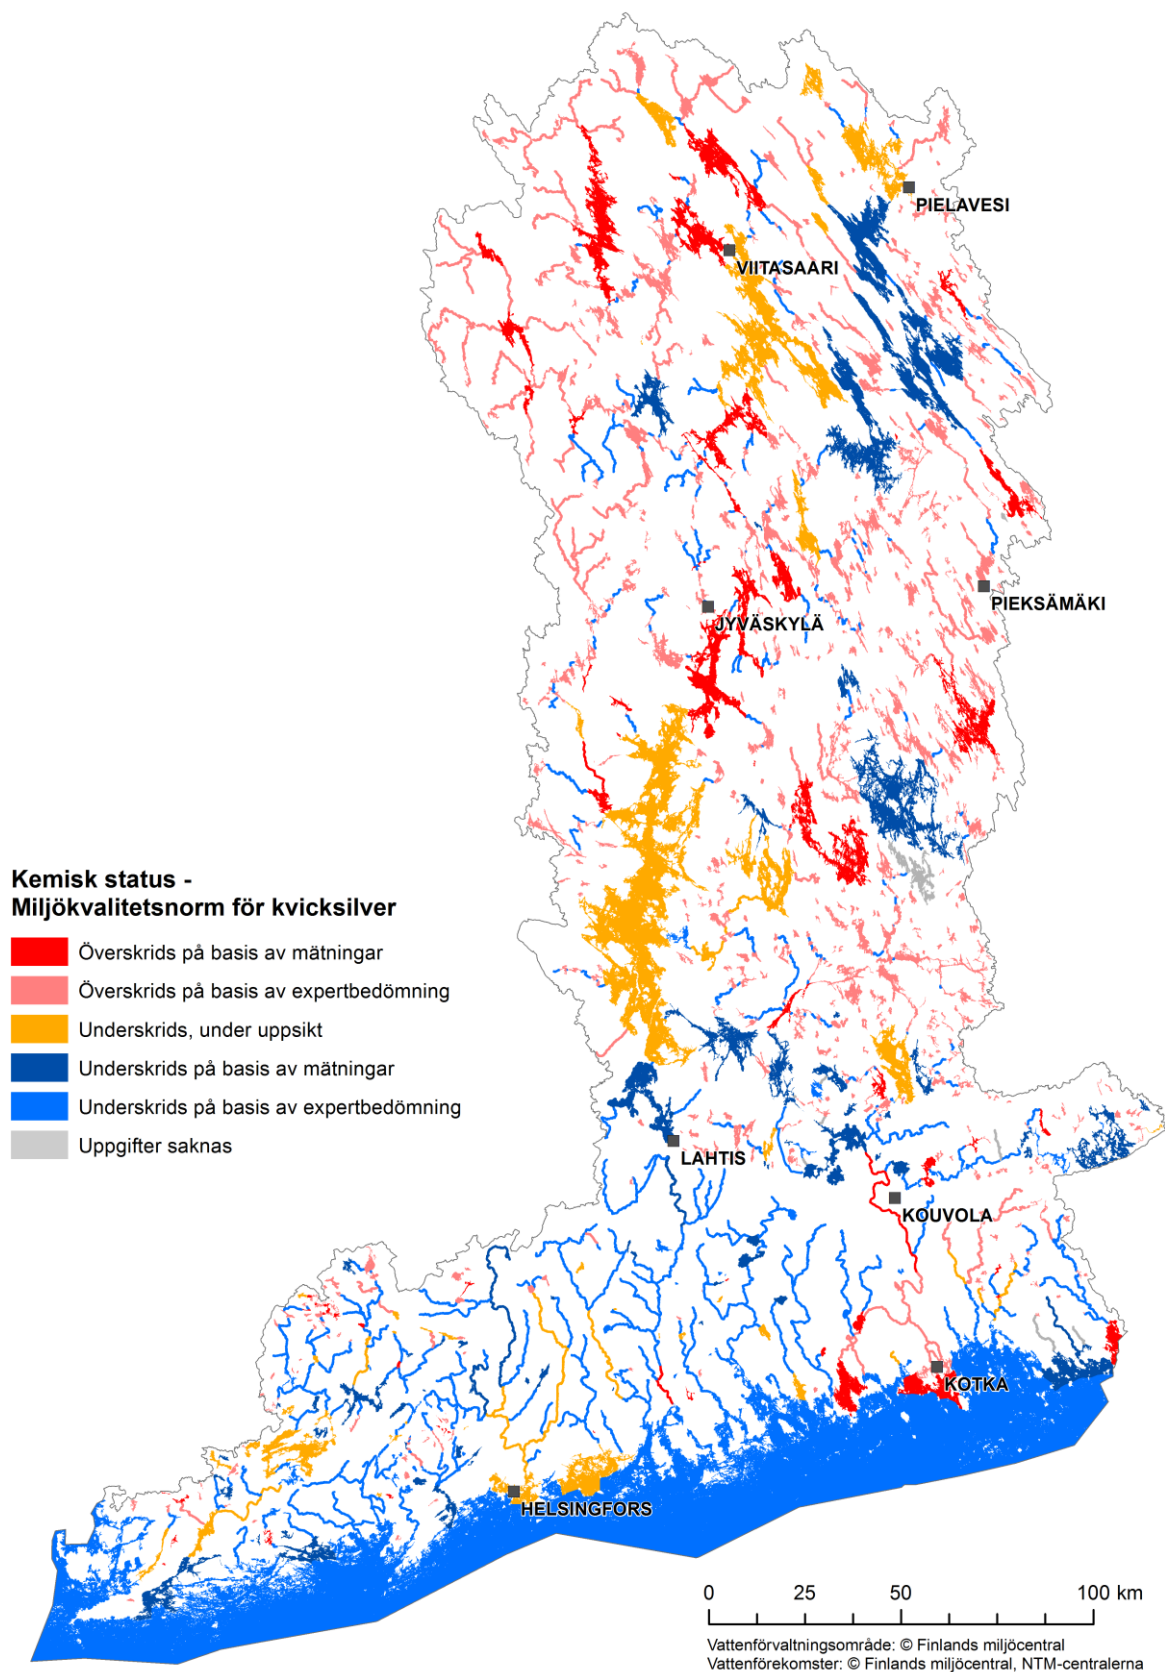 PIELAVESI
VIITASAARI
PIEKSÄMÄKI
JYVÄSKYLÄ
Kemisk status -
Miljökvalitetsnorm för kvicksilver
Överskrids på basis av mätningar
Överskrids på basis av expertbedömning
Underskrids, under uppsikt
Underskrids på basis av mätningar
Underskrids på basis av expertbedömning
Uppgifter saknas
LAHTIS
KOUVOLA
KOTKA
HELSINGFORS
0 25 50 100 km
Vattenförvaltningsområde: © Finlands miljöcentral
Vattenförekomster: © Finlands miljöcentral, NTM-centralerna